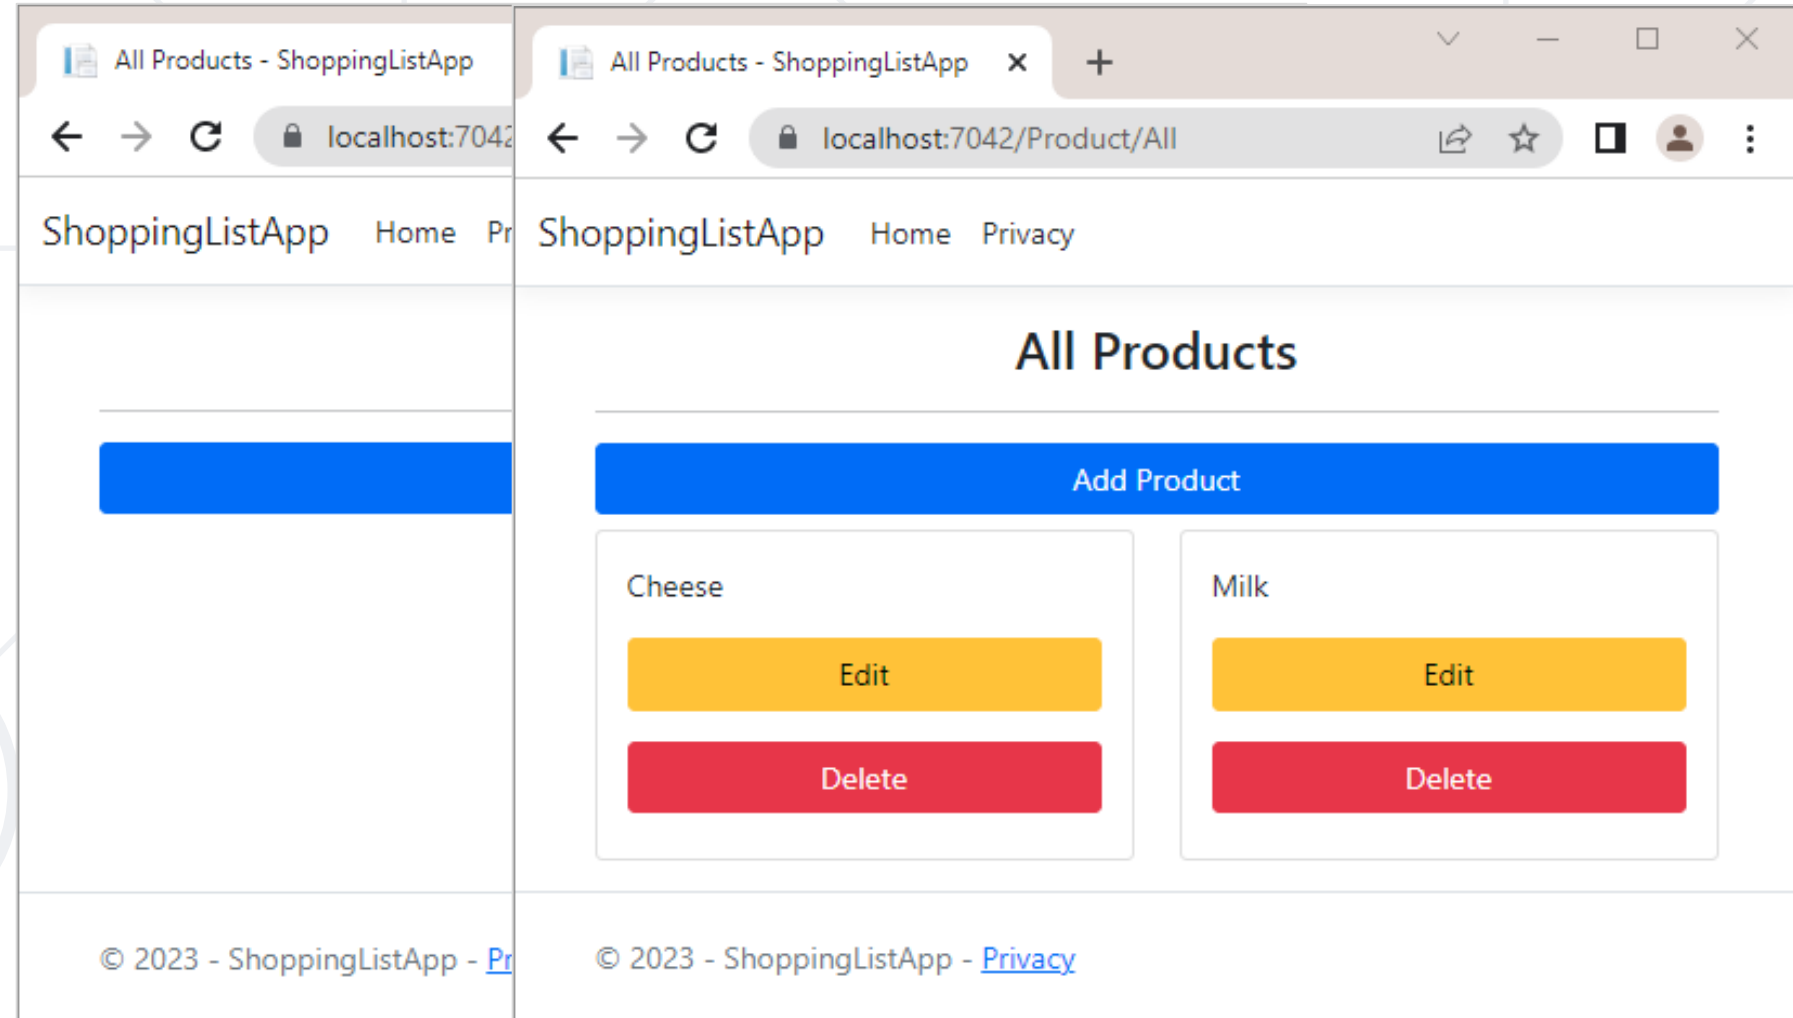 All Products - ShoppingListApp
localhost:7042
ShoppingListApp Home
© 2023 - ShoppingListApp -
All Products - ShoppingListApp
localhost:7042/Product/All
ShoppingListApp Home Privacy
All Products
Add Product
Cheese Milk
Edit Edit
Delete Delete
© 2023 - ShoppingListApp - Privacy